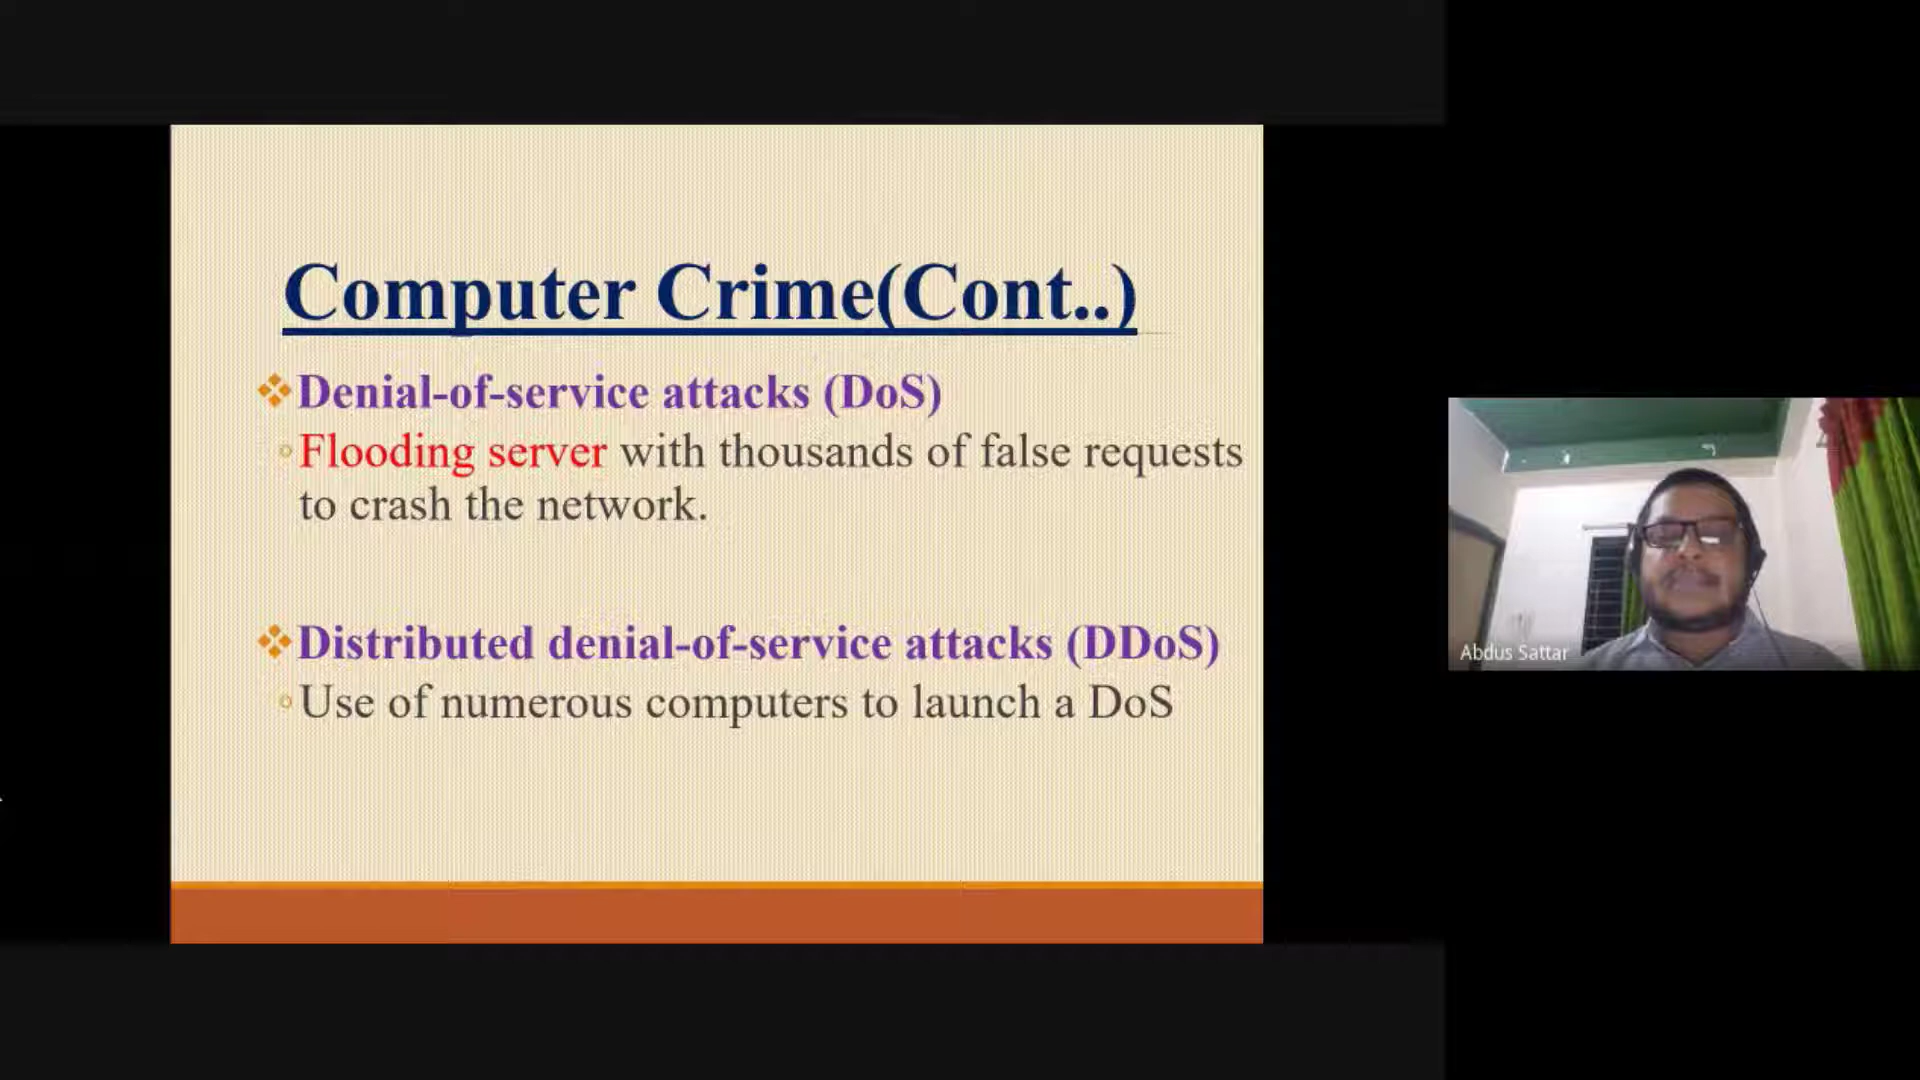 Computer Crime(Cont..)
Denial-of-service attacks (DoS)
Flooding server with thousands of false requests
to crash the network.
Distributed denial-of-service attacks (DDoS)
Use of numerous computers to launch a DoS
Abdus Sattar